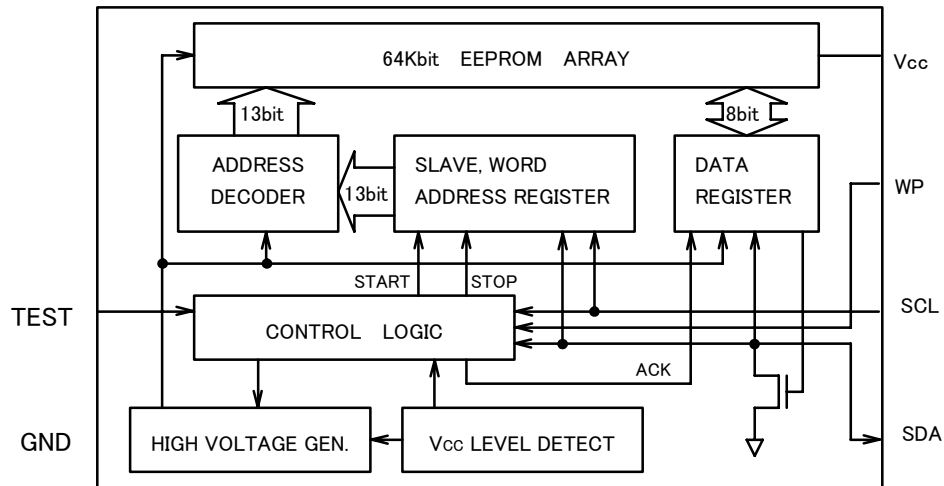 64Kbit EEPROM ARRAY
Vcc
13bit
8bit
ADDRESS
DECODER
13bit
SLAVE, WORD
ADDRESS REGISTER
DATA
REGISTER
WP
START
STOP
TEST
CONTROL LOGIC
SCL
ACK
GND
HIGH VOLTAGE GEN.
Vcc LEVEL DETECT
SDA